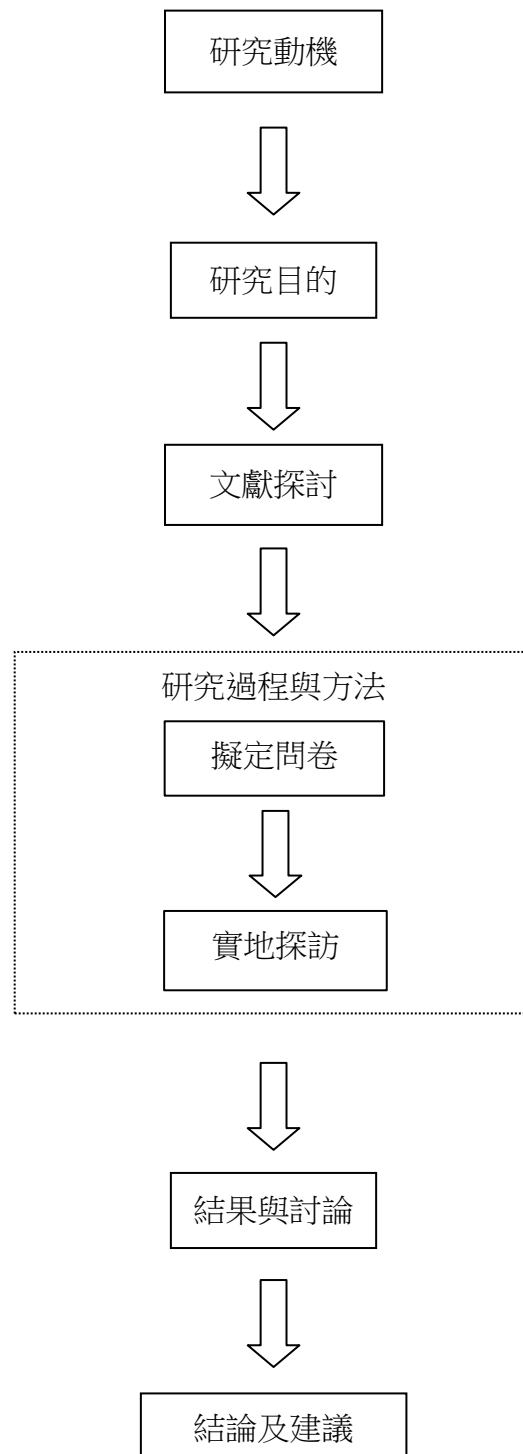 研究動機
研究目的
文獻探討
研究過程與方法
擬定問卷
實地探訪
結果與討論
結論及建議